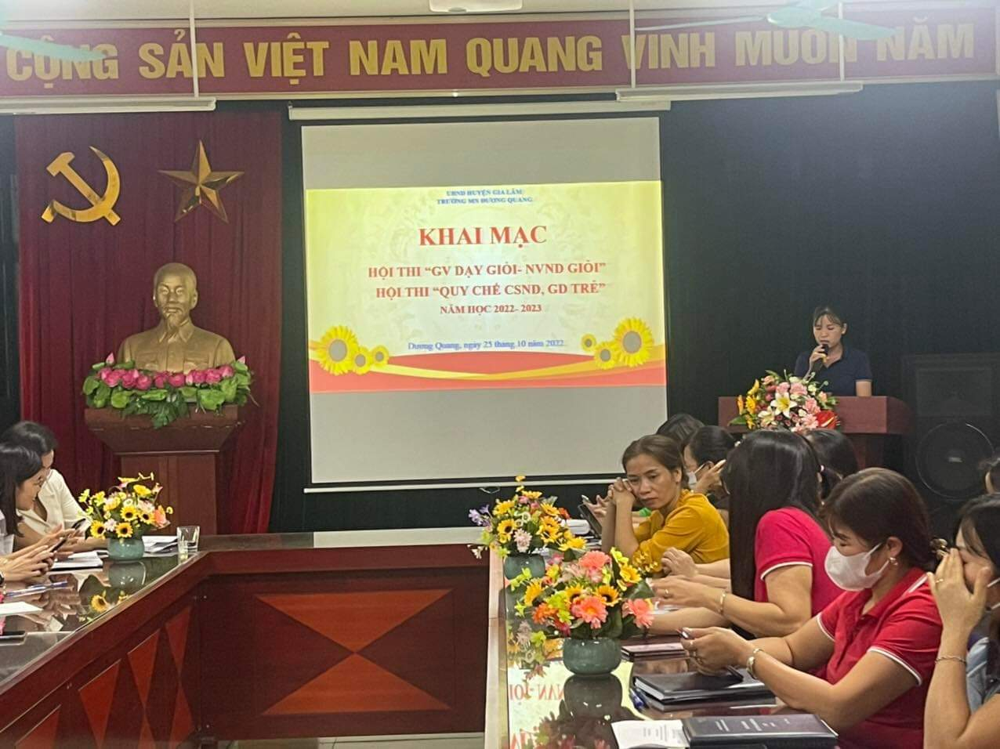 CỘNG SẢN VIỆT NAM QUANG VINH MUÔN NĂM
UBND HUYỆN GIA LÂM
TRƯỜNG MN DƯƠNG QUANG
KHAI MẠC
HỘI THI “GV DẠY GIỎI- NVND GIỎI”
HỘI THI “QUY CHẾ CSND, GD TRẺ”
NĂM HỌC 2022- 2023
Dương Quang, ngày 25 tháng 10 năm 2022